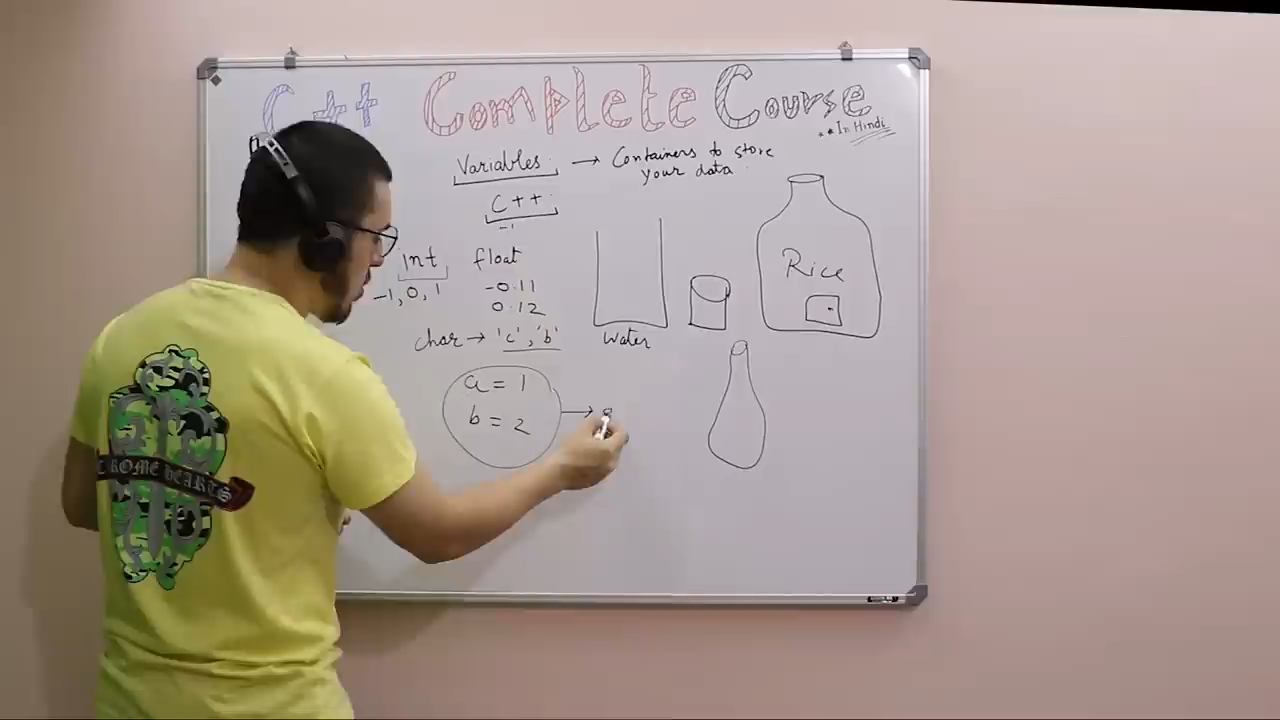 C++ Complete Course
**In Hindi
Variables → Containers to store
your data
C++
int float
-1,0,1 -0.11
0.12
char → 'c', 'b'
a = 1
b = 2
Water
Rice
ROME HEARTS